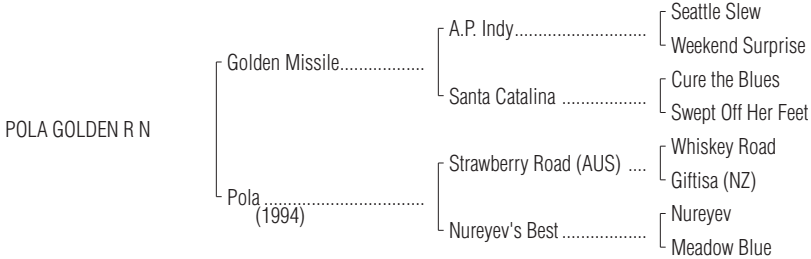 Seattle Slew
A.P. Indy............................
Weekend Surprise
Golden Missile..................
Cure the Blues
Santa Catalina ..................
Swept Off Her Feet
POLA GOLDEN R N
Whiskey Road
Strawberry Road (AUS) ....
Giftisa (NZ)
Pola ..................................
(1994)
Nureyev
Nureyev's Best ..................
Meadow Blue